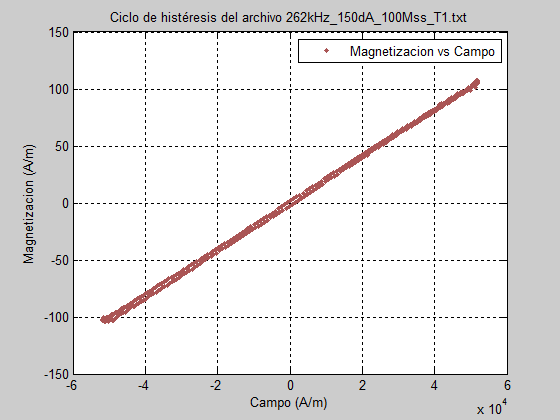 Ciclo de histéresis del archivo 262kHz_150dA_100Mss_T1.txt
150
Magnetizacion vs Campo
100
50
Magnetizacion (A/m)
0
-50
-100
-150
-6 -4 -2 0 2 4 6
Campo (A/m)
x 10^4